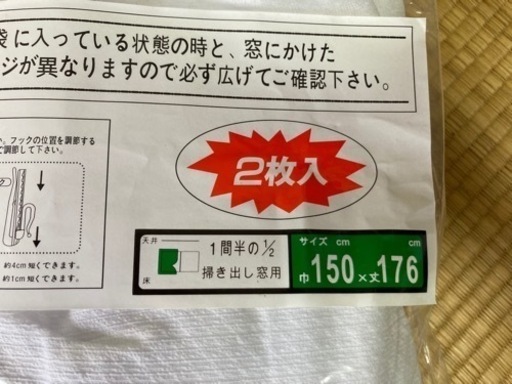 袋に入っている状態の時と、窓にかけた
ジが異なりますので必ず広げてご確認下さい。
い。フックの位置を調節する
で調節して下さい。
約4cm短くできます。
約1cm短くできます。
2枚入
天井
床
1間半の1/2
掃き出し窓用
サイズ cm cm
巾150×丈176